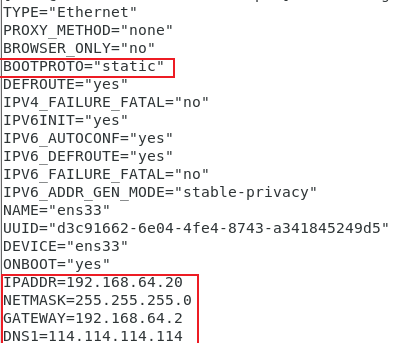 TYPE="Ethernet"
PROXY_METHOD="none"
BROWSER_ONLY="no"
BOOTPROTO="static"
DEFROUTE="yes"
IPV4_FAILURE_FATAL="no"
IPV6INIT="yes"
IPV6_AUTOCONF="yes"
IPV6_DEFROUTE="yes"
IPV6_FAILURE_FATAL="no"
IPV6_ADDR_GEN_MODE="stable-privacy"
NAME="ens33"
UUID="d3c91662-6e04-4fe4-8743-a341845249d5"
DEVICE="ens33"
ONBOOT="yes"
IPADDR=192.168.64.20
NETMASK=255.255.255.0
GATEWAY=192.168.64.2
DNS1=114.114.114.114